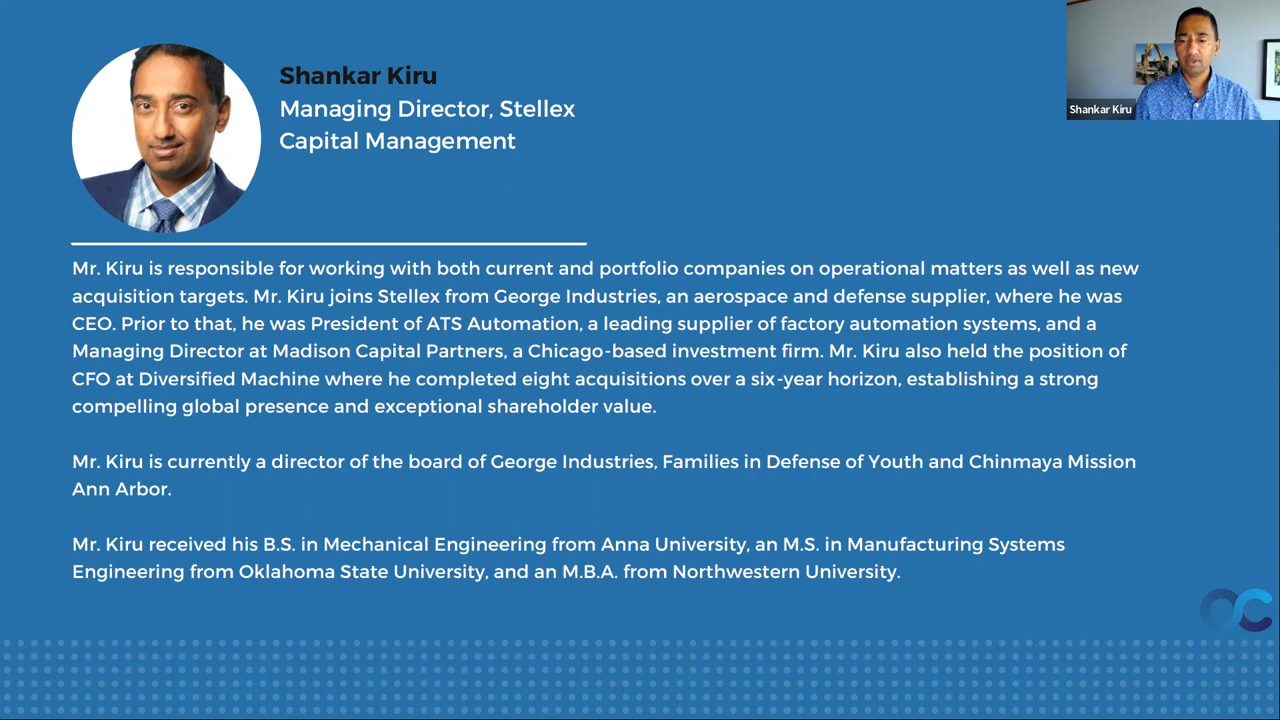 Shankar Kiru
Managing Director, Stellex
Capital Management
Shankar Kiru
Mr. Kiru is responsible for working with both current and portfolio companies on operational matters as well as new
acquisition targets. Mr. Kiru joins Stellex from George Industries, an aerospace and defense supplier, where he was
CEO. Prior to that, he was President of ATS Automation, a leading supplier of factory automation systems, and a
Managing Director at Madison Capital Partners, a Chicago-based investment firm. Mr. Kiru also held the position of
CFO at Diversified Machine where he completed eight acquisitions over a six-year horizon, establishing a strong
compelling global presence and exceptional shareholder value.
Mr. Kiru is currently a director of the board of George Industries, Families in Defense of Youth and Chinmaya Mission
Ann Arbor.
Mr. Kiru received his B.S. in Mechanical Engineering from Anna University, an M.S. in Manufacturing Systems
Engineering from Oklahoma State University, and an M.B.A. from Northwestern University.